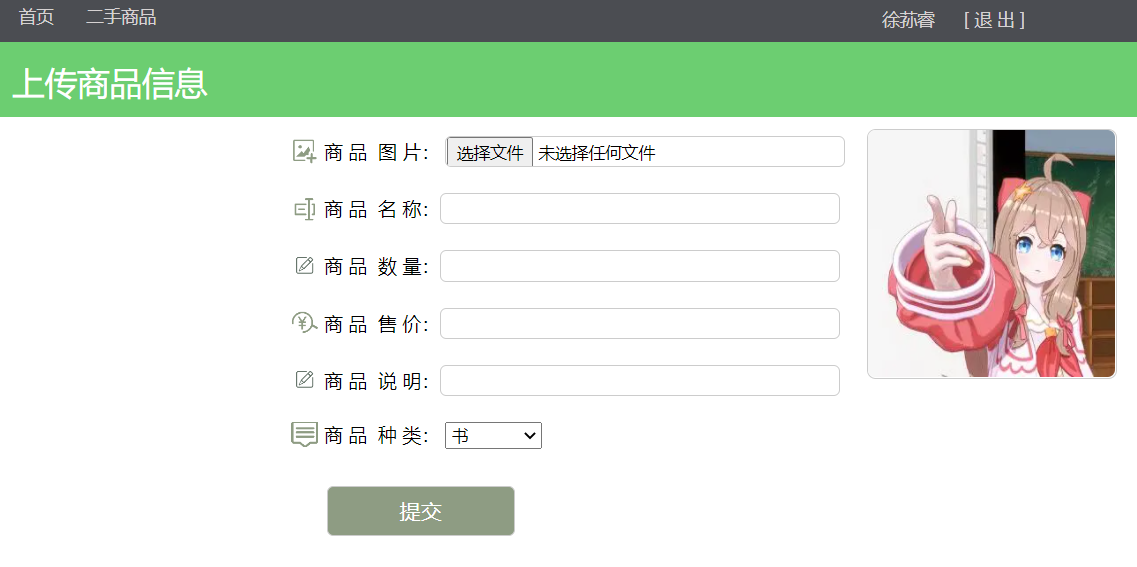 首页 二手商品 徐荪睿 [ 退 出 ]
上传商品信息
商 品 图 片: 选择文件 未选择任何文件
商 品 名 称:
商 品 数 量:
商 品 售 价:
商 品 说 明:
商 品 种 类: 书
提交